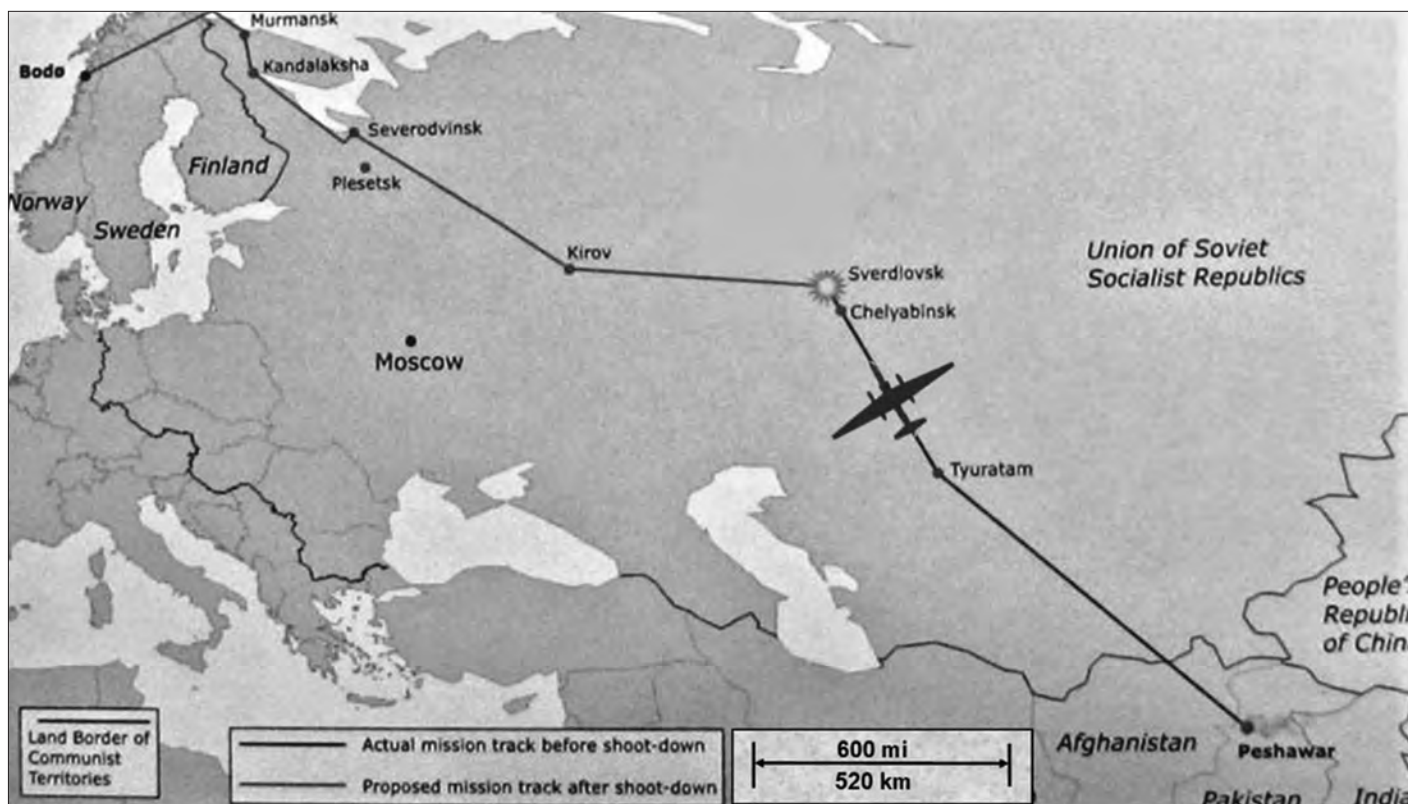 Murmansk
Bodø
Kandalaksha
Severodvinsk
Finland
Plesetsk
Norway
Sweden
Kirov
Union of Soviet
Socialist Republics
Sverdlovsk
Chelyabinsk
Moscow
Tyuratam
People's
Republi
of China
Land Border of
Communist
Territories
Actual mission track before shoot-down
Proposed mission track after shoot-down
600 mi
520 km
Afghanistan
Peshawar
Pakistan
India